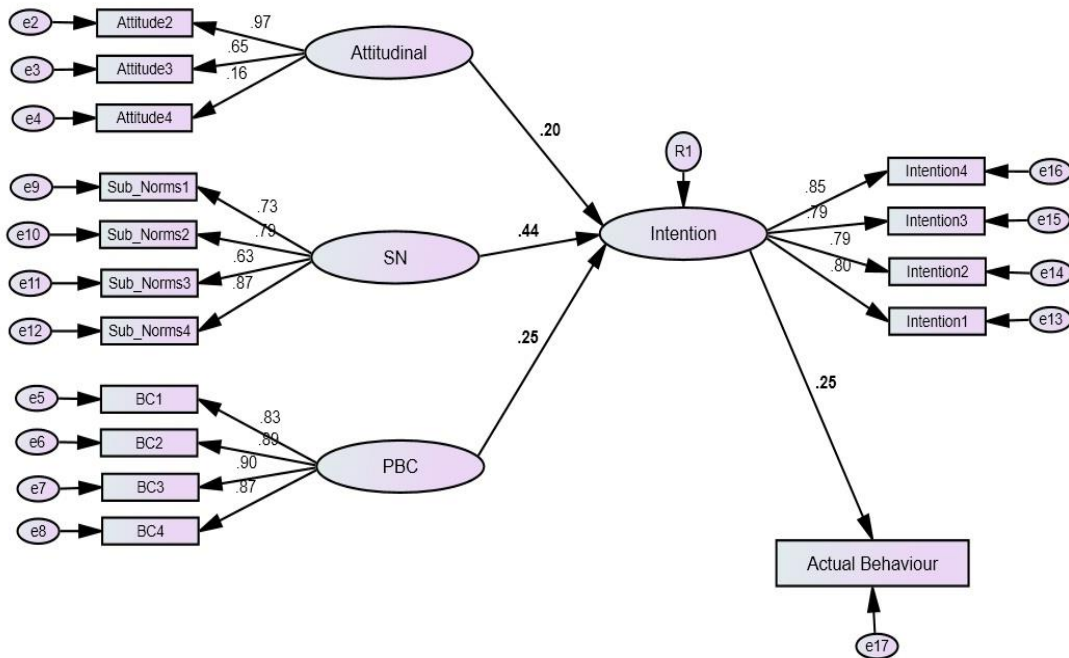 e2
Attitude2
.97
e3
Attitude3
.65
e4
Attitude4
.16
Attitudinal
.20
e9
Sub_Norms1
.73
e10
Sub_Norms2
.79
e11
Sub_Norms3
.63
e12
Sub_Norms4
.87
SN
.44
e5
BC1
.83
e6
BC2
.89
e7
BC3
.90
e8
BC4
.87
PBC
.25
R1
Intention
.85
Intention4
e16
.79
Intention3
e15
.79
Intention2
e14
.80
Intention1
e13
.25
Actual Behaviour
e17